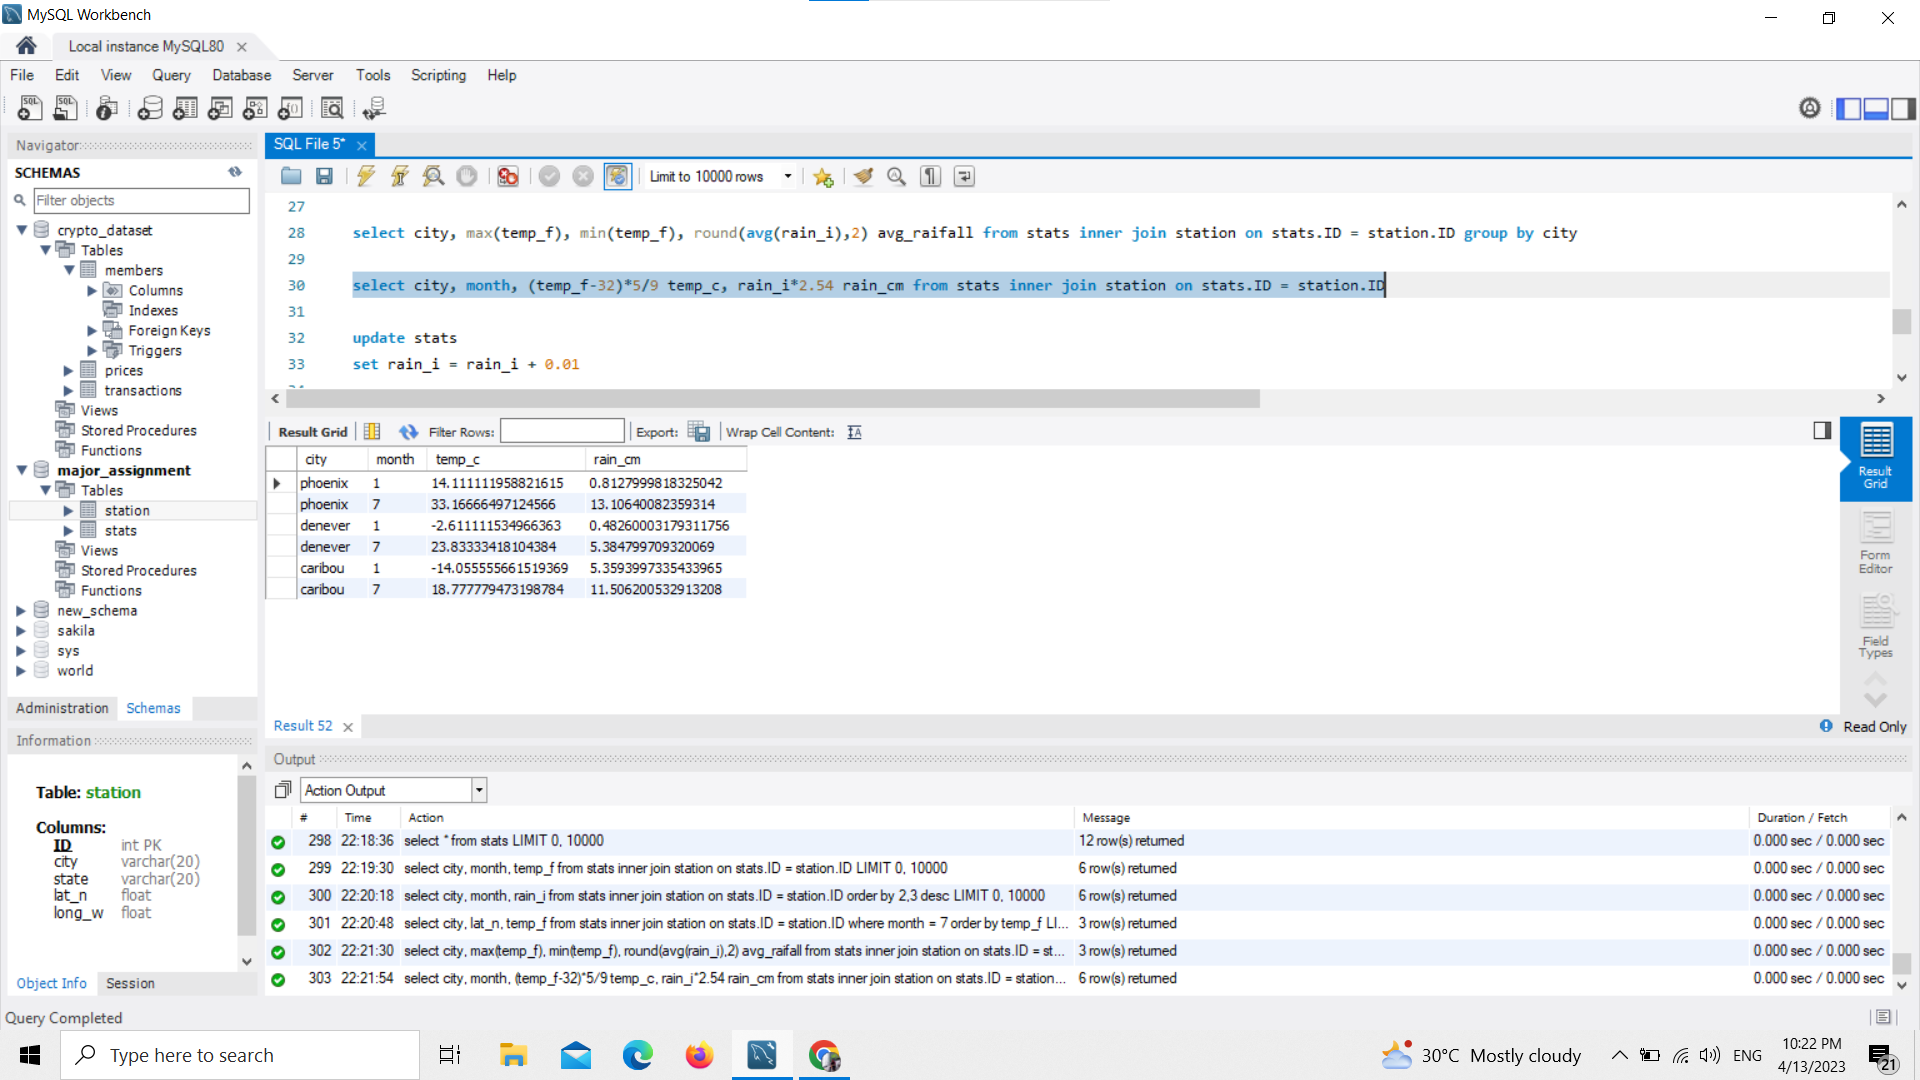 MySQL Workbench
Local instance MySQL80
File Edit View Query Database Server Tools Scripting Help
Navigator
SCHEMAS
Filter objects
crypto_dataset
Tables
members
Columns
Indexes
Foreign Keys
Triggers
prices
transactions
Views
Stored Procedures
Functions
major_assignment
Tables
station
stats
Views
Stored Procedures
Functions
new_schema
sakila
sys
world
Administration Schemas
Information
Table: station
Columns:
ID int PK
city varchar(20)
state varchar(20)
lat_n float
long_w float
Object Info Session
SQL File 5*
Limit to 10000 rows
27
28 select city, max(temp_f), min(temp_f), round(avg(rain_i),2) avg_raifall from stats inner join station on stats.ID = station.ID group by city
29
30 select city, month, (temp_f-32)*5/9 temp_c, rain_i*2.54 rain_cm from stats inner join station on stats.ID = station.ID
31
32 update stats
33 set rain_i = rain_i + 0.01
Result Grid Filter Rows: Export: Wrap Cell Content:
city month temp_c rain_cm
phoenix 1 14.111111958821615 0.8127999818325042
phoenix 7 33.16666497124566 13.10640082359314
denever 1 -2.611111534966363 0.48260003179311756
denever 7 23.83333418104384 5.384799709320069
caribou 1 -14.055555661519369 5.3593997335433965
caribou 7 18.777779473198784 11.506200532913208
Result Grid
Form Editor
Field Types
Result 52
Read Only
Output
Action Output
# Time Action Message Duration / Fetch
298 22:18:36 select * from stats LIMIT 0, 10000 12 row(s) returned 0.000 sec / 0.000 sec
299 22:19:30 select city, month, temp_f from stats inner join station on stats.ID = station.ID LIMIT 0, 10000 6 row(s) returned 0.000 sec / 0.000 sec
300 22:20:18 select city, month, rain_i from stats inner join station on stats.ID = station.ID order by 2,3 desc LIMIT 0, 10000 6 row(s) returned 0.000 sec / 0.000 sec
301 22:20:48 select city, lat_n, temp_f from stats inner join station on stats.ID = station.ID where month = 7 order by temp_f LI... 3 row(s) returned 0.000 sec / 0.000 sec
302 22:21:30 select city, max(temp_f), min(temp_f), round(avg(rain_i),2) avg_raifall from stats inner join station on stats.ID = st... 3 row(s) returned 0.000 sec / 0.000 sec
303 22:21:54 select city, month, (temp_f-32)*5/9 temp_c, rain_i*2.54 rain_cm from stats inner join station on stats.ID = station... 6 row(s) returned 0.000 sec / 0.000 sec
Query Completed
Type here to search
30°C Mostly cloudy
ENG
10:22 PM
4/13/2023
21